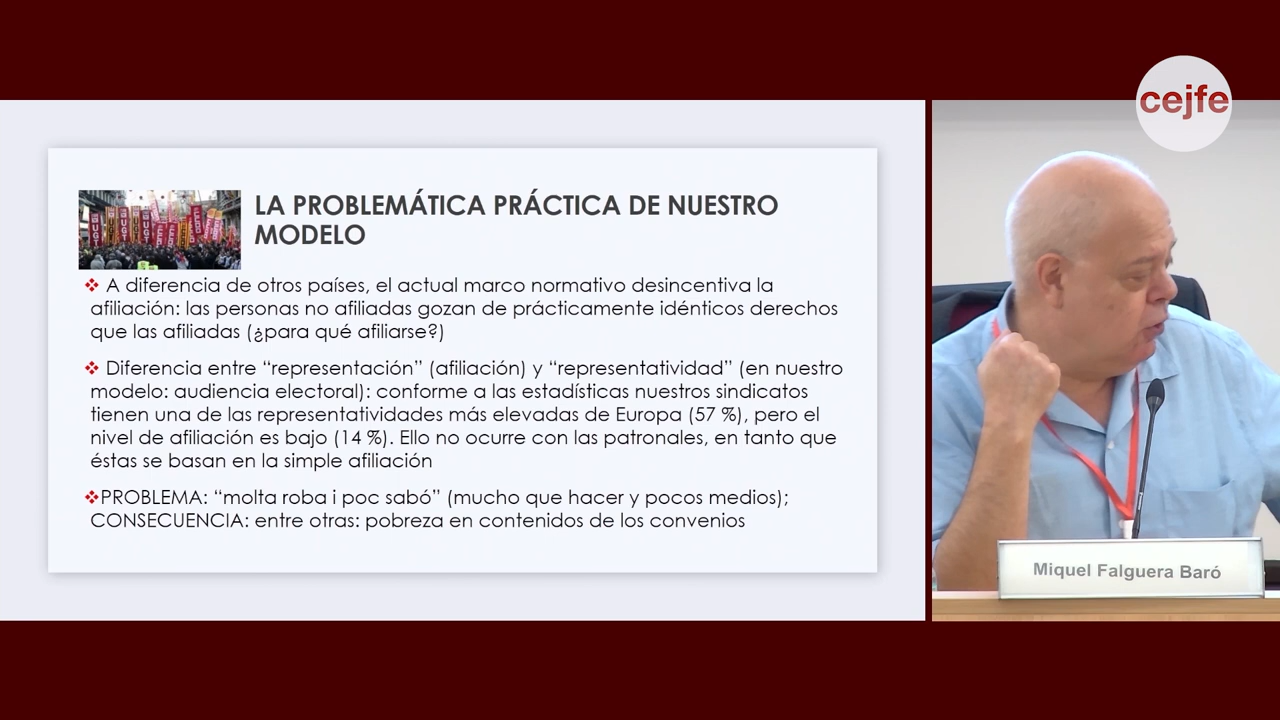 cejfe
LA PROBLEMÁTICA PRÁCTICA DE NUESTRO
MODELO
UGT
UGT
❖ A diferencia de otros países, el actual marco normativo desincentiva la
afiliación: las personas no afiliadas gozan de prácticamente idénticos derechos
que las afiliadas (¿para qué afiliarse?)
❖ Diferencia entre “representación” (afiliación) y “representatividad” (en nuestro
modelo: audiencia electoral): conforme a las estadísticas nuestros sindicatos
tienen una de las representatividades más elevadas de Europa (57 %), pero el
nivel de afiliación es bajo (14 %). Ello no ocurre con las patronales, en tanto que
éstas se basan en la simple afiliación
❖PROBLEMA: “molta roba i poc sabó” (mucho que hacer y pocos medios);
CONSECUENCIA: entre otras: pobreza en contenidos de los convenios
Miquel Falguera Baró